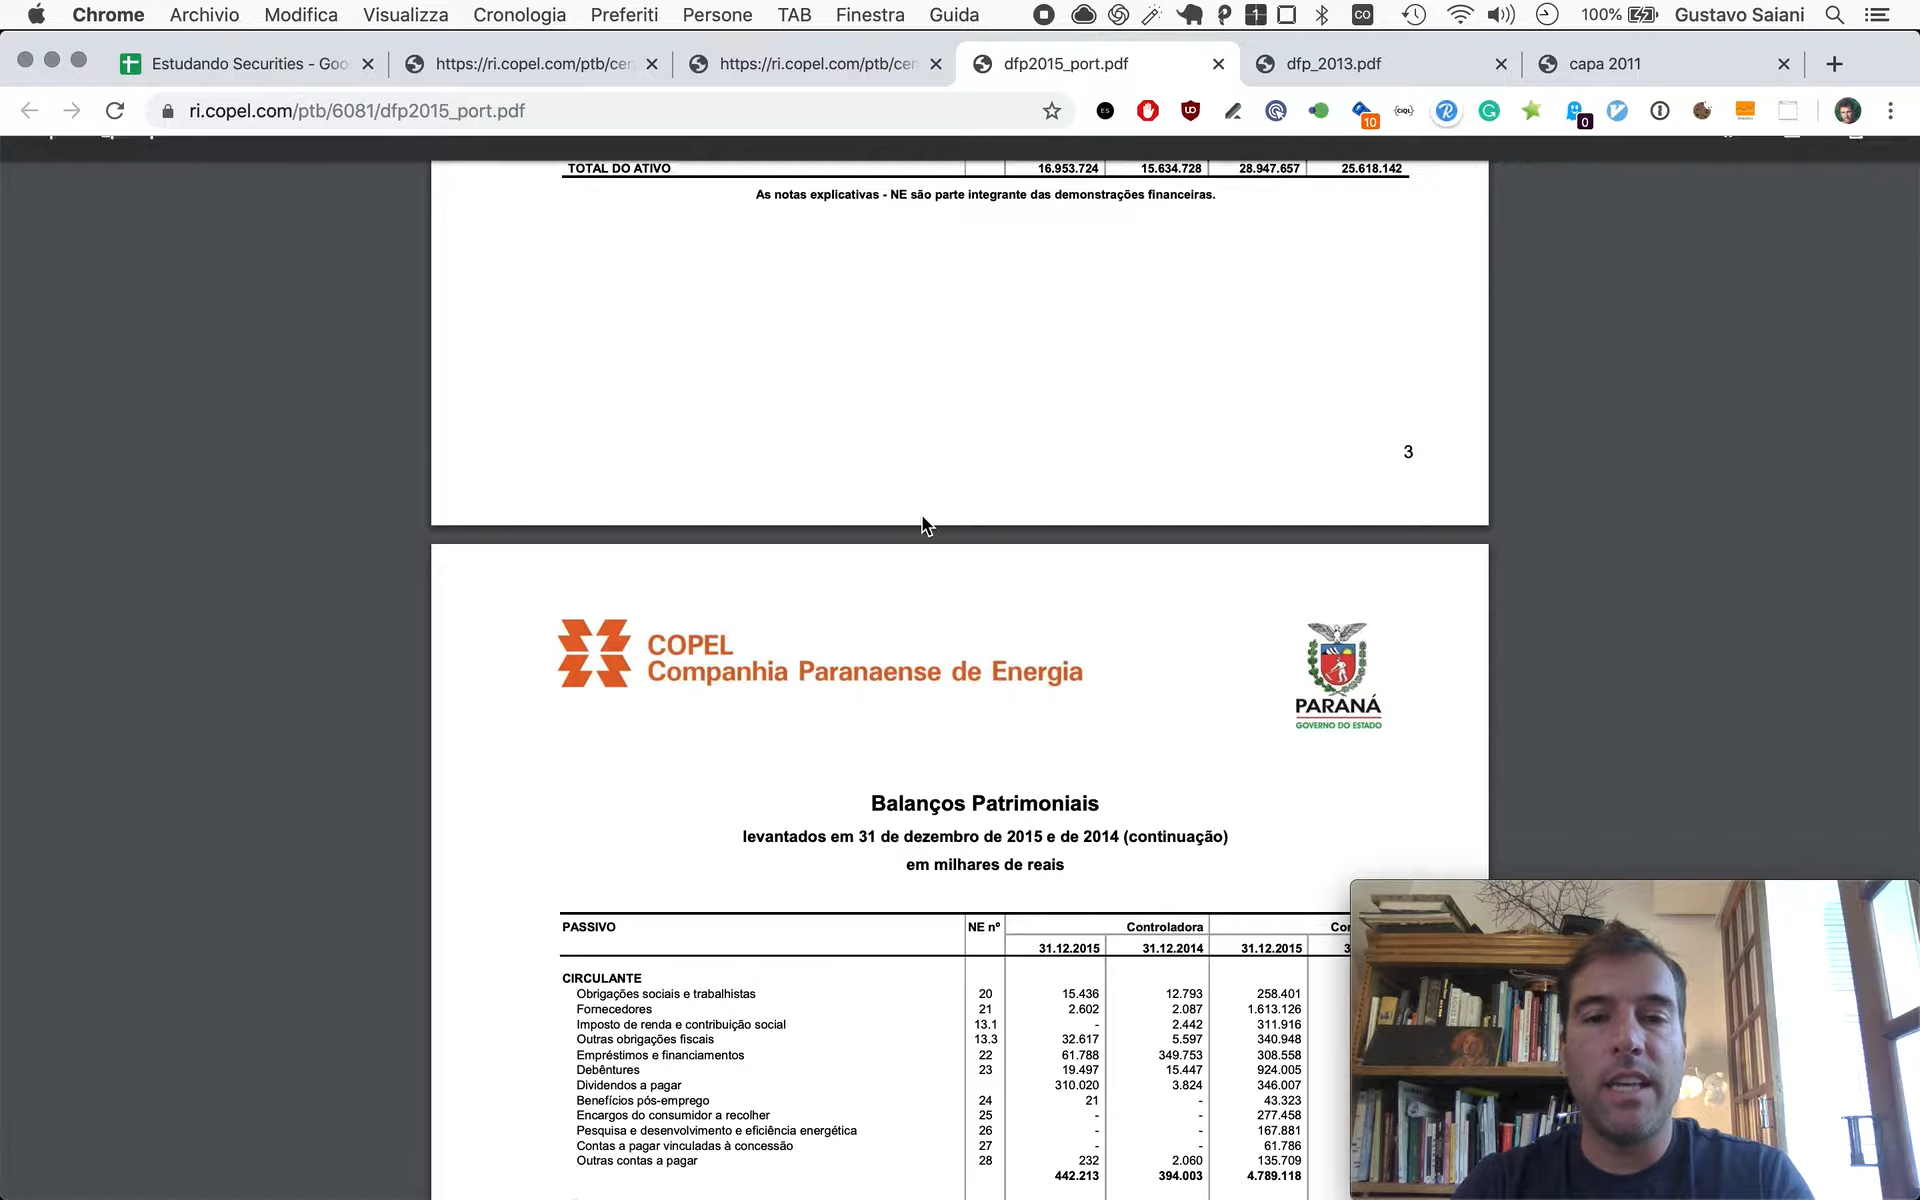 Chrome Archivio Modifica Visualizza Cronologia Preferiti Persone TAB Finestra Guida 1 CO 100% Gustavo Saiani
Estudando Securities - Goo https://ri.copel.com/ptb/cen https://ri.copel.com/ptb/cen dfp2015_port.pdf dfp_2013.pdf capa 2011
ri.copel.com/ptb/6081/dfp2015_port.pdf ES 10 0
TOTAL DO ATIVO 16.953.724 15.634.728 28.947.657 25.618.142
As notas explicativas - NE são parte integrante das demonstrações financeiras.
3
COPEL
Companhia Paranaense de Energia
PARANÁ
GOVERNO DO ESTADO
Balanços Patrimoniais
levantados em 31 de dezembro de 2015 e de 2014 (continuação)
em milhares de reais
PASSIVO NE nº Controladora Co
31.12.2015 31.12.2014 31.12.2015 3
CIRCULANTE
Obrigações sociais e trabalhistas 20 15.436 12.793 258.401
Fornecedores 21 2.602 2.087 1.613.126
Imposto de renda e contribuição social 13.1 - 2.442 311.916
Outras obrigações fiscais 13.3 32.617 5.597 340.948
Empréstimos e financiamentos 22 61.788 349.753 308.558
Debêntures 23 19.497 15.447 924.005
Dividendos a pagar 310.020 3.824 346.007
Benefícios pós-emprego 24 21 - 43.323
Encargos do consumidor a recolher 25 - - 277.458
Pesquisa e desenvolvimento e eficiência energética 26 - - 167.881
Contas a pagar vinculadas à concessão 27 - - 61.786
Outras contas a pagar 28 232 2.060 135.709
442.213 394.003 4.789.118